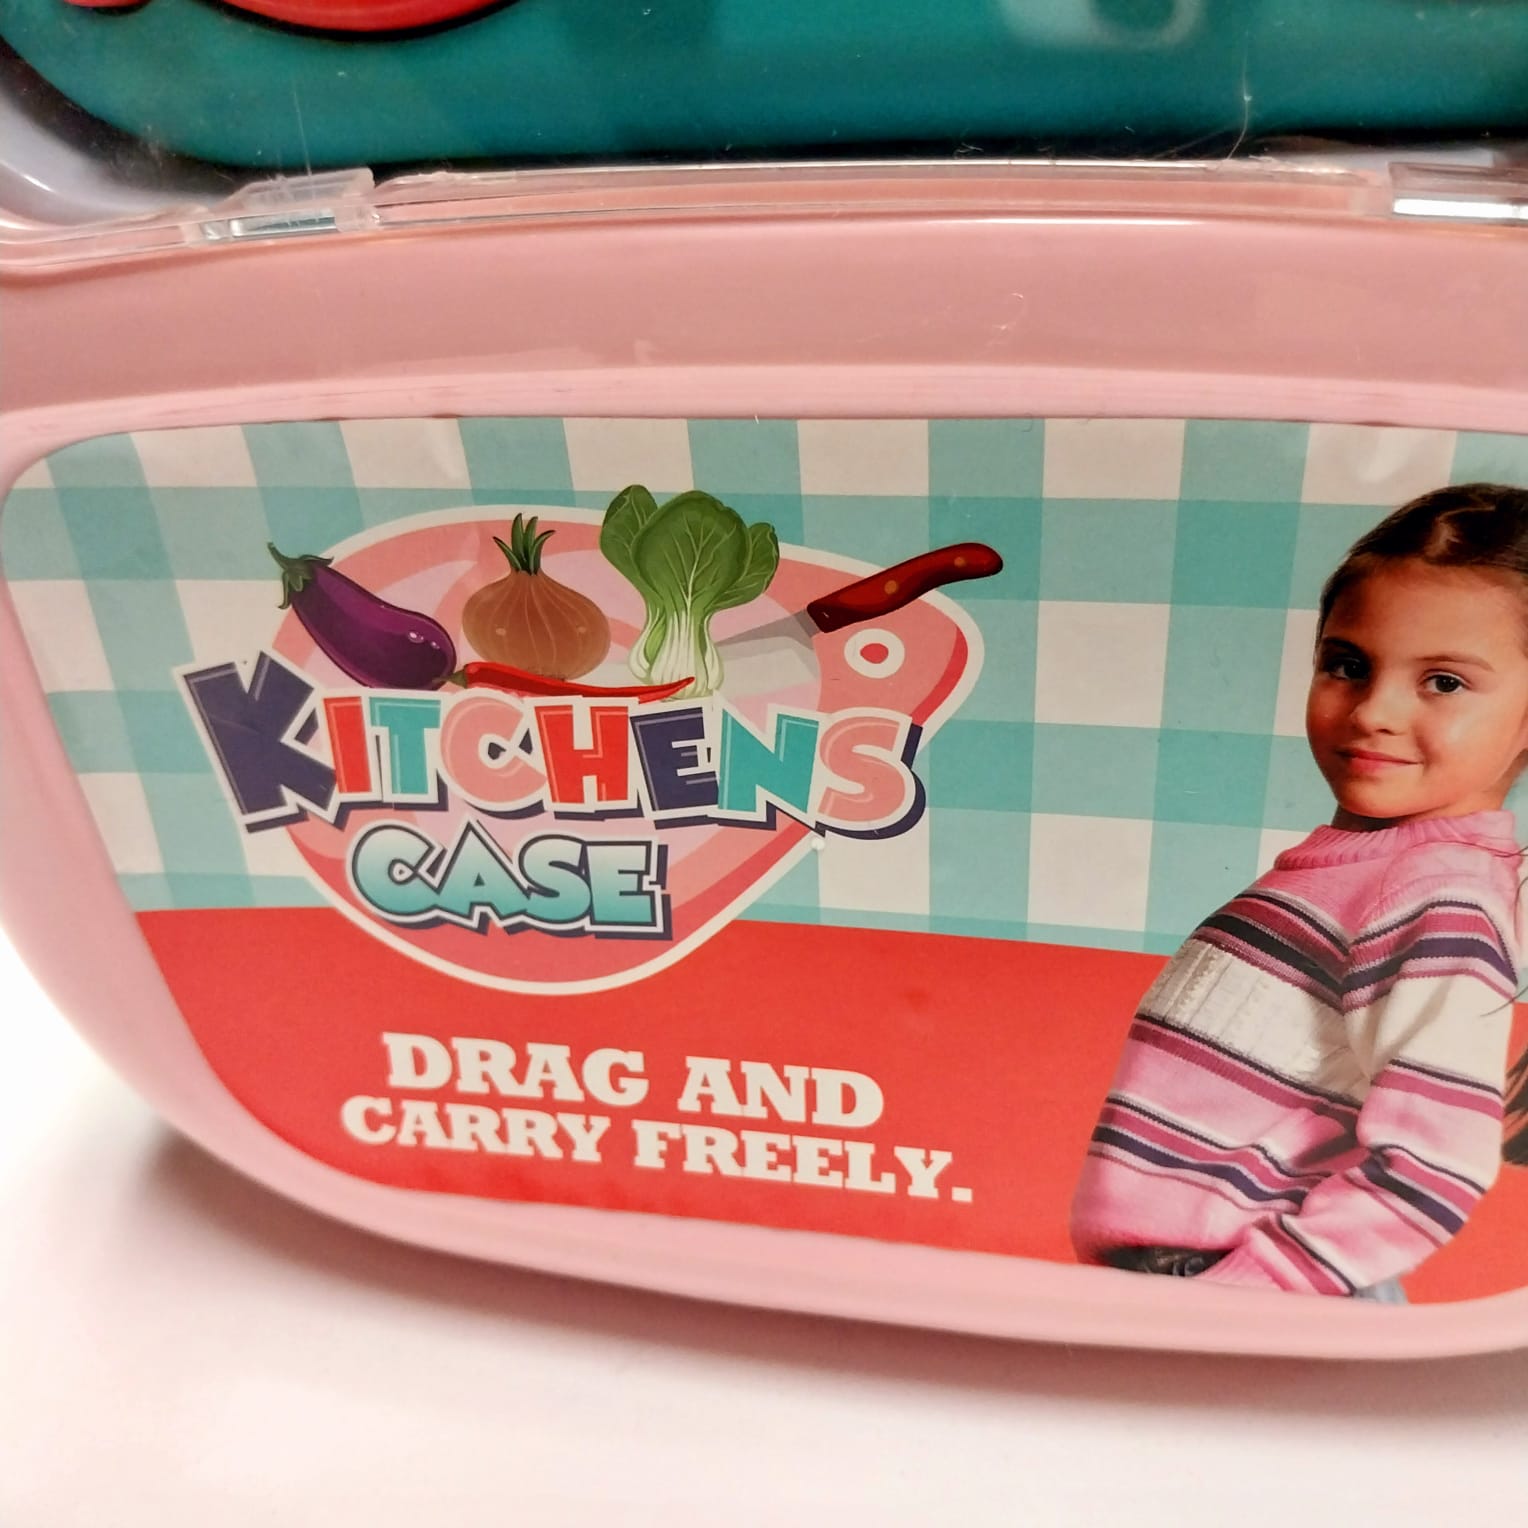 KITCHENS
CASE
DRAG AND
CARRY FREELY.